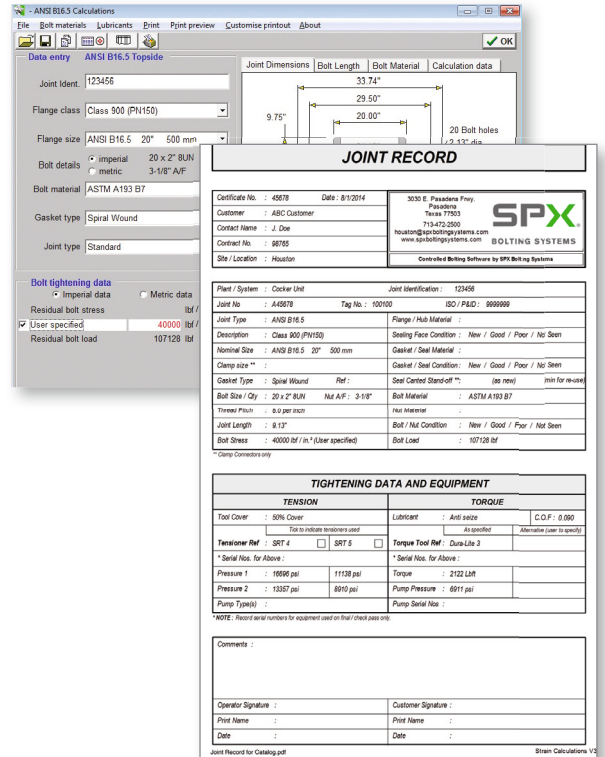 - ANSI B16.5 Calculations
File Bolt materials Lubricants Print Print preview Customise printout About
OK
Data entry ANSI B16.5 Topside
Joint Ident. 123456
Flange class Class 900 (PN150)
Flange size ANSI B16.5 20" 500 mm
Bolt details imperial 20 x 2" 8UN
metric 3-1/8" A/F
Bolt material ASTM A193 B7
Gasket type Spiral Wound
Joint type Standard
Bolt tightening data
Imperial data Metric data
Residual bolt stress lbf /
User specified 40000 lbf /
Residual bolt load 107128 lbf
Joint Dimensions Bolt Length Bolt Material Calculation data
33.74"
29.50"
9.75" 20.00"
20 Bolt holes
2.13" dia
JOINT RECORD
Certificate No. : 45678 Date : 8/1/2014
Customer : ABC Customer
Contact Name : J. Doe
Contract No. : 98765
Site / Location : Houston
3030 E. Pasadena Frwy.
Pasadena
Texas 77503
713-472-2500
houston@spxboltingsystems.com
www.spxboltingsystems.com
SPX
BOLTING SYSTEMS
Controlled Bolting Software by SPX Bolting Systems
Plant / System : Cocker Unit Joint Identification : 123456
Joint No : A45678 Tag No. : 100100 ISO / P&ID : 9999999
Joint Type : ANSI B16.5 Flange / Hub Material :
Description : Class 900 (PN150) Sealing Face Condition : New / Good / Poor / No Seen
Nominal Size : ANSI B16.5 20" 500 mm Gasket / Seal Material :
Clamp size ** : Gasket / Seal Condition : New / Good / Poor / No Seen
Gasket Type : Spiral Wound Ref : Seal Canted Stand-off **: (as new) (min for re-use)
Bolt Size / Qty : 20 x 2" 8UN Nut A/F : 3-1/8" Bolt Material : ASTM A193 B7
Thread Pitch : 8.0 per inch Nut Material :
Joint Length : 9.13" Bolt / Nut Condition : New / Good / Poor / Not Seen
Bolt Stress : 40000 lbf / in.² (User specified) Bolt Load : 107128 lbf
** Clamp Connectors only
TIGHTENING DATA AND EQUIPMENT
TENSION TORQUE
Tool Cover : 50% Cover Lubricant : Anti seize C.O.F : 0.090
Tick to indicate tensioners used As specified Alternative (user to specify)
Tensioner Ref : SRT 4 SRT 5 Torque Tool Ref : Dura-Lite 3
* Serial Nos. for Above : * Serial Nos. for Above :
Pressure 1 : 16696 psi 11138 psi Torque : 2122 Lbft
Pressure 2 : 13357 psi 8910 psi Pump Pressure : 6911 psi
Pump Type(s) : Pump Serial Nos :
* NOTE : Record serial numbers for equipment used on final / check pass only.
Comments :
Operator Signature : Customer Signature :
Print Name : Print Name :
Date : Date :
Joint Record for Catalog.pdf Strain Calculations V3